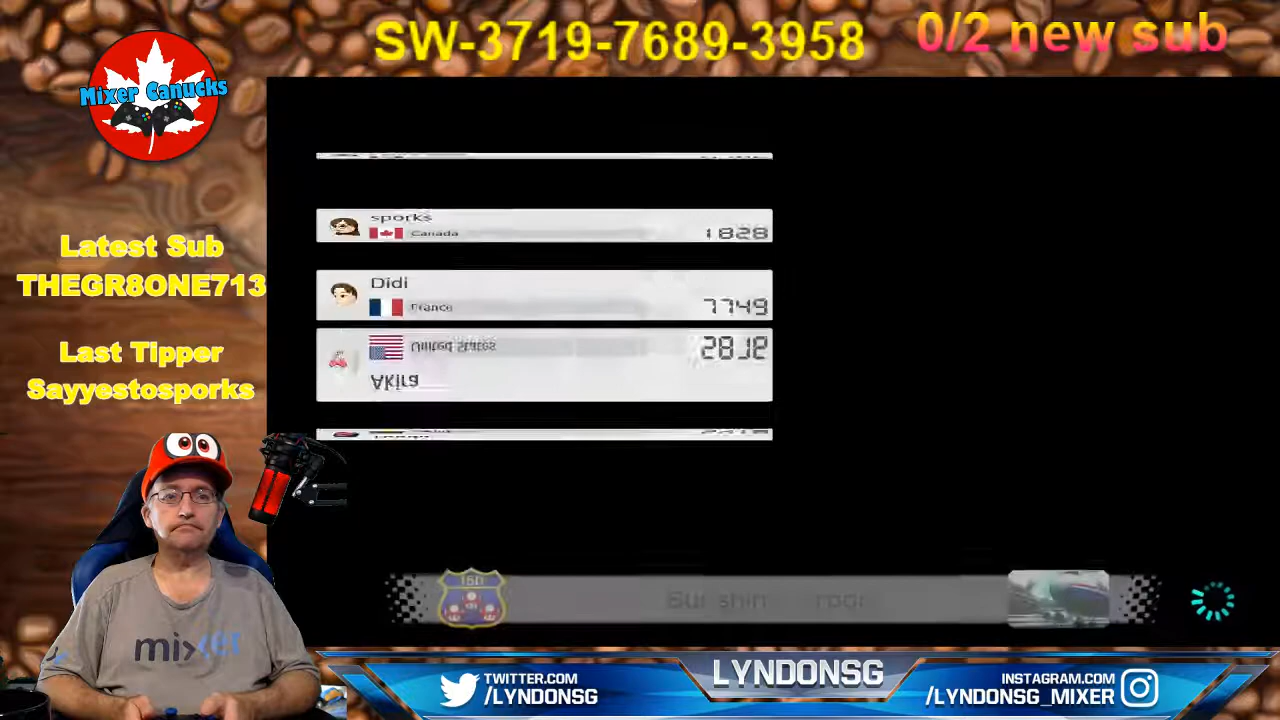 SW-3719-7689-3958
0/2 new sub
Mixer Canucks
sporks
Canada
1828
Latest Sub
THEGR8ONE713
Didi
France
7749
United States
Akira
Last Tipper
Sayyestosporks
150
mixer
TWITTER.COM
/LYNDONSG
LYNDONSG
INSTAGRAM.COM
/LYNDONSG_MIXER